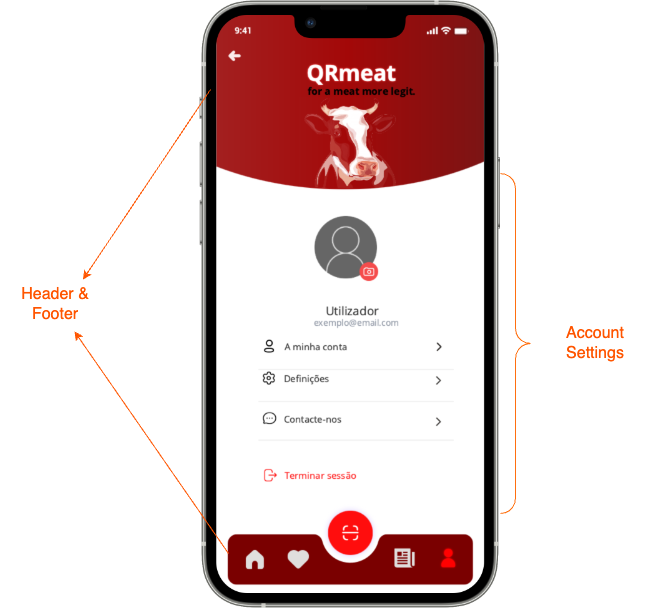 9:41
QRmeat
for a meat more legit.
Header &
Footer
Utilizador
exemplo@email.com
A minha conta
Definições
Contacte-nos
Terminar sessão
Account
Settings